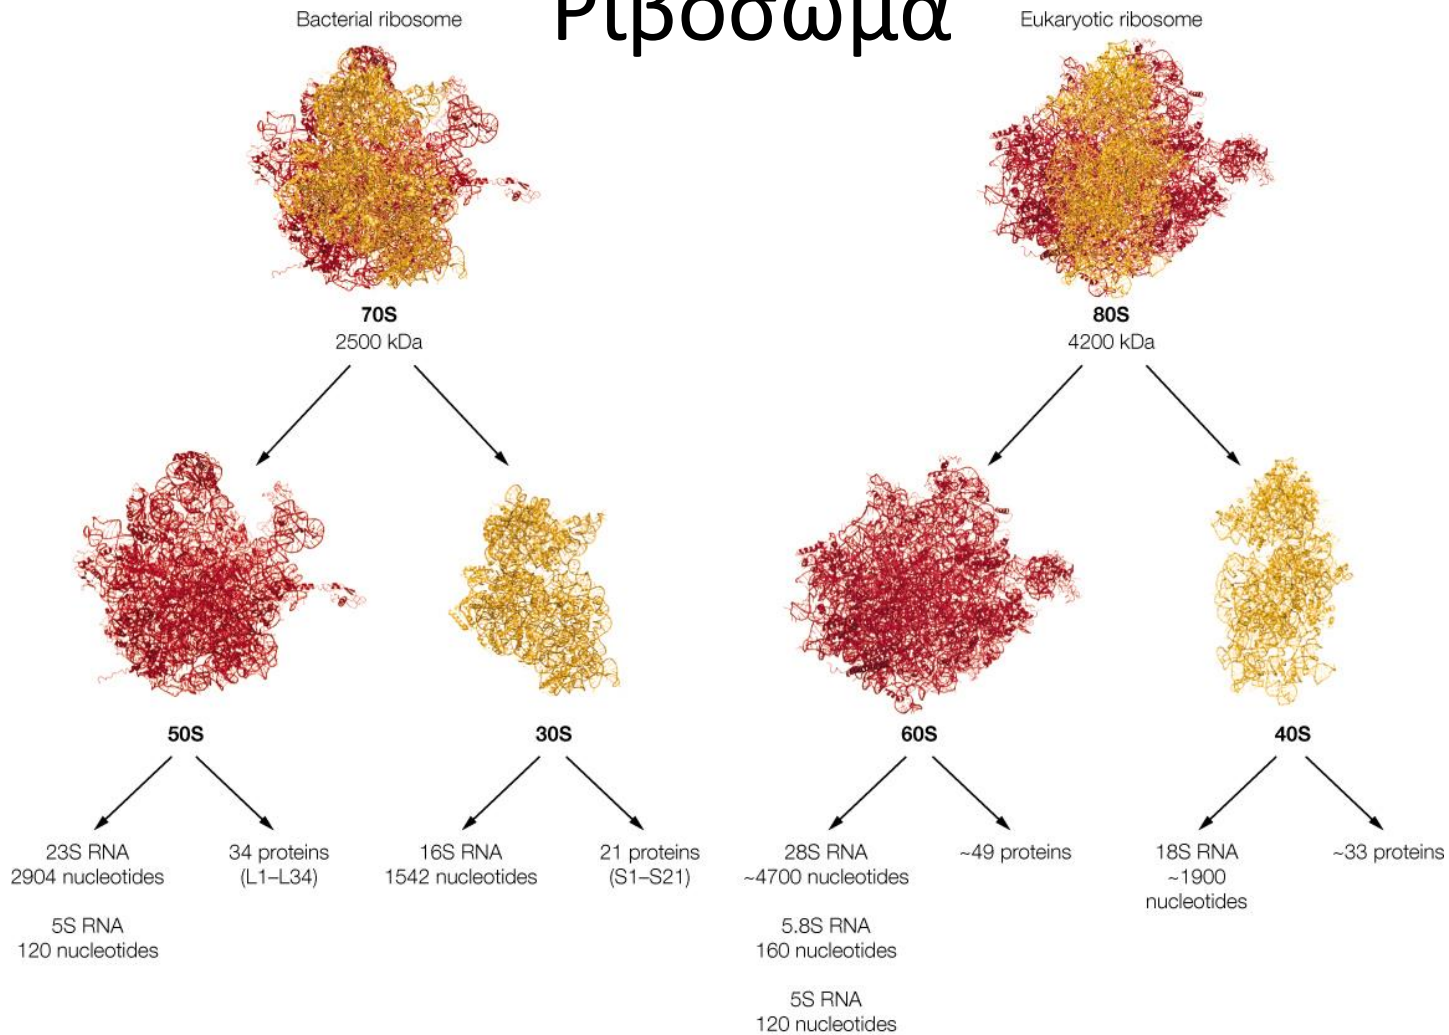 Ριβόσωμα
Bacterial ribosome
Eukaryotic ribosome
70S
2500 kDa
80S
4200 kDa
50S
30S
60S
40S
23S RNA
2904 nucleotides
5S RNA
120 nucleotides
34 proteins
(L1–L34)
16S RNA
1542 nucleotides
21 proteins
(S1–S21)
28S RNA
~4700 nucleotides
5.8S RNA
160 nucleotides
5S RNA
120 nucleotides
~49 proteins
18S RNA
~1900
nucleotides
~33 proteins